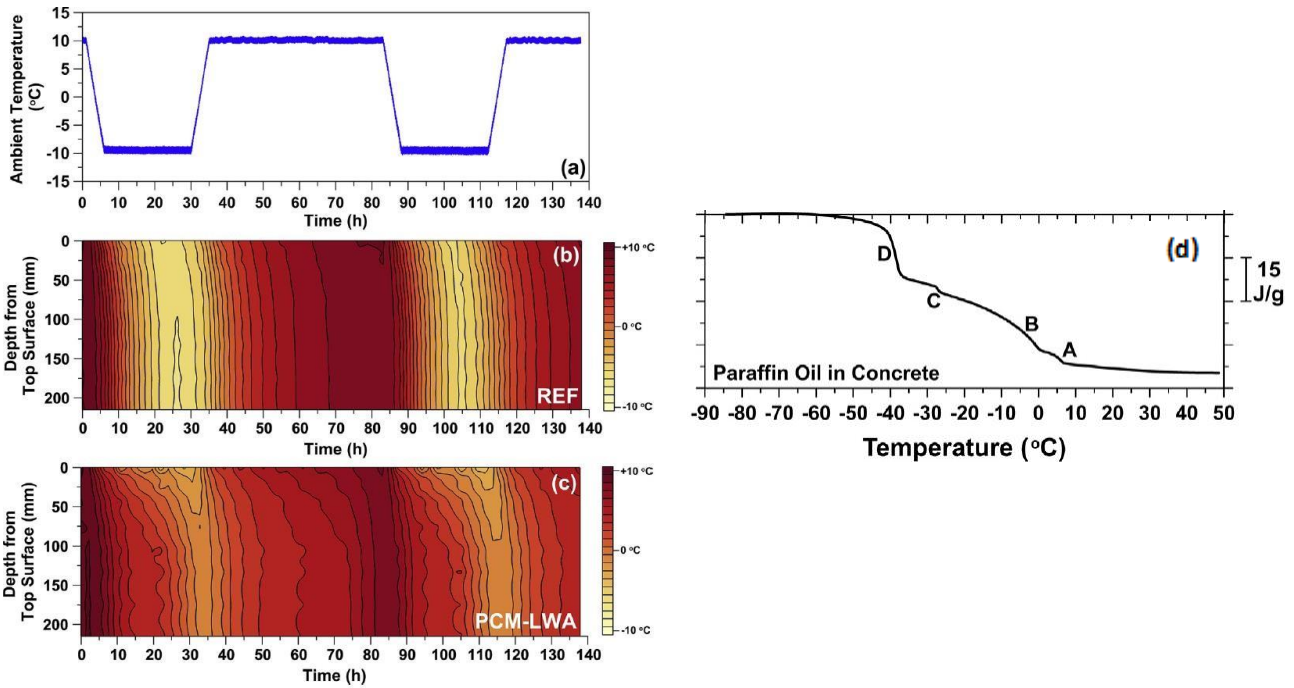 15
10
5
0
-5
-10
-15
Ambient Temperature
(°C)
(a)
0 10 20 30 40 50 60 70 80 90 100 110 120 130 140
Time (h)
0
50
100
150
200
Depth from
Top Surface (mm)
(b)
REF
+10 °C
0 °C
-10 °C
0 10 20 30 40 50 60 70 80 90 100 110 120 130 140
Time (h)
0
50
100
150
200
Depth from
Top Surface (mm)
(c)
PCM-LWA
+10 °C
0 °C
-10 °C
0 10 20 30 40 50 60 70 80 90 100 110 120 130 140
Time (h)
(d)
D
C
B
A
15
J/g
Paraffin Oil in Concrete
-90 -80 -70 -60 -50 -40 -30 -20 -10 0 10 20 30 40 50
Temperature (°C)